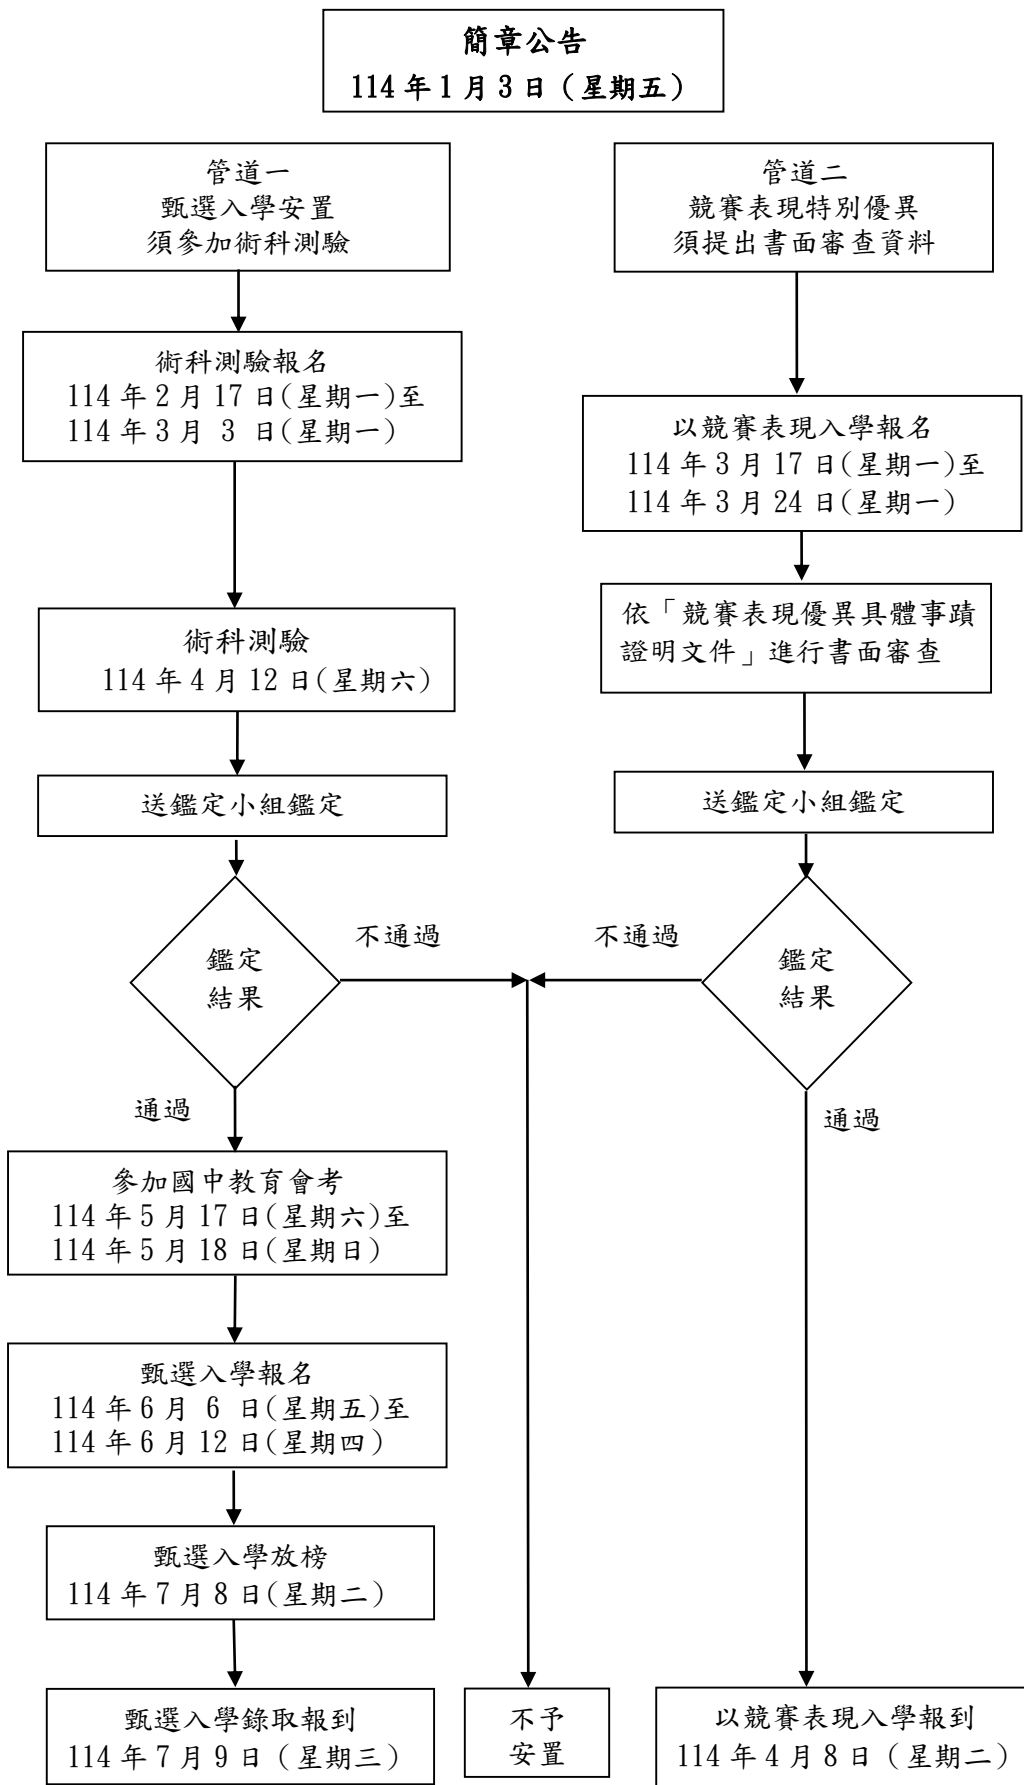 簡章公告
114 年 1 月 3 日（星期五）
管道一
甄選入學安置
須參加術科測驗
管道二
競賽表現特別優異
須提出書面審查資料
術科測驗報名
114 年 2 月 17 日(星期一)至
114 年 3 月 3 日(星期一)
以競賽表現入學報名
114 年 3 月 17 日(星期一)至
114 年 3 月 24 日(星期一)
術科測驗
114 年 4 月 12 日(星期六)
依「競賽表現優異具體事蹟
證明文件」進行書面審查
送鑑定小組鑑定
送鑑定小組鑑定
鑑定
結果
不通過
不通過
鑑定
結果
通過
通過
參加國中教育會考
114 年 5 月 17 日(星期六)至
114 年 5 月 18 日(星期日)
甄選入學報名
114 年 6 月 6 日(星期五)至
114 年 6 月 12 日(星期四)
甄選入學放榜
114 年 7 月 8 日(星期二)
甄選入學錄取報到
114 年 7 月 9 日（星期三）
不予
安置
以競賽表現入學報到
114 年 4 月 8 日（星期二）